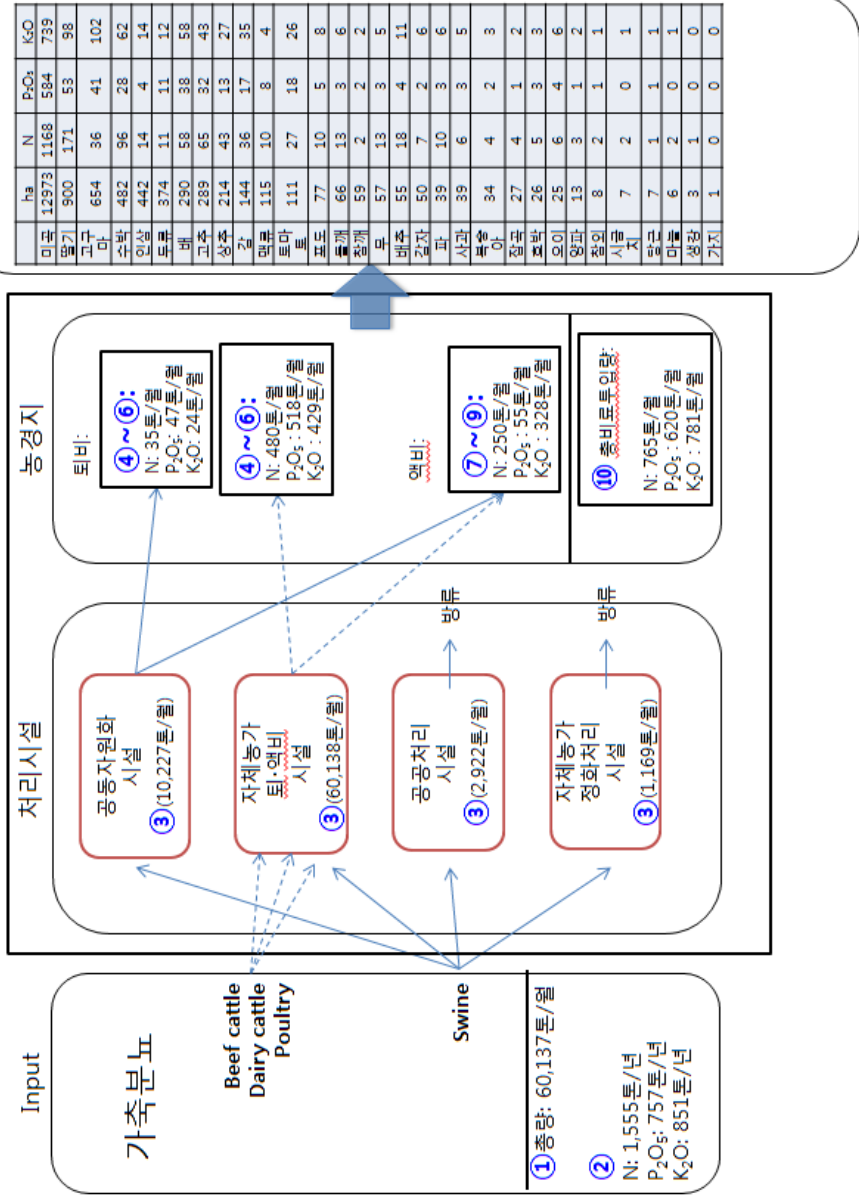 Input
가축분뇨
Beef cattle
Dairy cattle
Poultry
Swine
① 총량: 60,137톤/월
②
N: 1,555톤/년
P₂O₅: 757톤/년
K₂O: 851톤/년
처리시설
공동자원화
시설
③(10,227톤/월)
자체농가
퇴·액비
시설
③(60,138톤/월)
공공처리
시설
③(2,922톤/월)
방류
자체농가
정화처리
시설
③(1,169톤/월)
방류
농경지
퇴비:
④~⑥:
N: 35톤/월
P₂O₅: 47톤/월
K₂O: 24톤/월
④~⑥:
N: 480톤/월
P₂O₅ : 518톤/월
K₂O : 429톤/월
액비:
⑦~⑨:
N: 250톤/월
P₂O₅ : 55톤/월
K₂O : 328톤/월
⑩ 총비료투입량:
N: 765톤/월
P₂O₅ : 620톤/월
K₂O : 781톤/월
ha N P₂O₅ K₂O
미곡 12973 1168 584 739
딸기 900 171 53 98
고구마 654 36 41 102
수박 482 96 28 62
인삼 442 14 4 14
두류 374 11 11 12
배 290 58 38 58
고추 289 65 32 43
상추 214 43 13 27
감 144 36 17 35
맥류 115 10 8 4
토마토 111 27 18 26
포도 77 10 5 8
들깨 66 13 3 6
참깨 59 2 2 2
무 57 13 3 5
배추 55 18 4 11
감자 50 7 2 6
파 39 10 3 6
사과 39 6 3 5
복숭아 34 4 2 3
잡곡 27 4 1 2
호박 26 5 3 3
오이 25 6 4 6
양파 13 3 1 2
참외 8 2 1 1
시금치 7 2 0 1
당근 7 1 1 1
마늘 6 2 0 1
생강 3 1 0 0
가지 1 0 0 0